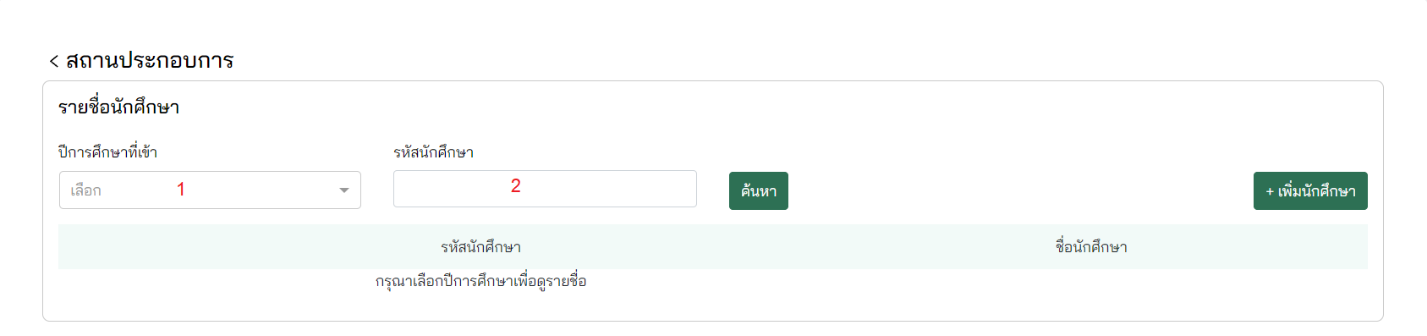 < สถานประกอบการ
รายชื่อนักศึกษา
ปีการศึกษาที่เข้า รหัสนักศึกษา
เลือก 1 2 ค้นหา + เพิ่มนักศึกษา
รหัสนักศึกษา ชื่อนักศึกษา
กรุณาเลือกปีการศึกษาเพื่อดูรายชื่อ